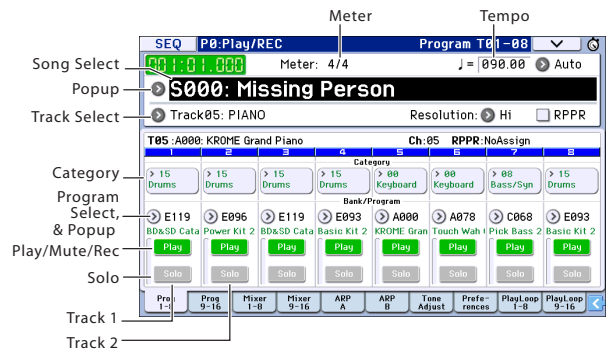 Meter Tempo
SEQ P0:Play/REC Program T01-08
Song Select 001:01.000 Meter: 4/4 ♩= 090.00 Auto
Popup S000: Missing Person
Track Select Track05: PIANO Resolution: Hi RPPR
T05 :A000: KROME Grand Piano Ch:05 RPPR:NoAssign
1 2 3 4 5 6 7 8
Category
Category > 15 > 15 > 15 > 15 > 00 > 00 > 08 > 15
Drums Drums Drums Drums Keyboard Keyboard Bass/Syn Drums
Bank/Program
Program Select, & Popup E119 E096 E119 E093 A000 A078 C068 E093
BD&SD Cata Power Kit 2 BD&SD Cata Basic Kit 2 KROME Gran Touch Wah Pick Bass 2 Basic Kit 2
Play/Mute/Rec Play Play Play Play Play Play Play Play
Solo Solo Solo Solo Solo Solo Solo Solo Solo
Prog 1-8 Prog 9-16 Mixer 1-8 Mixer 9-16 ARP A ARP B Tone Adjust Prefe-rences PlayLoop 1-8 PlayLoop 9-16
Track 1
Track 2